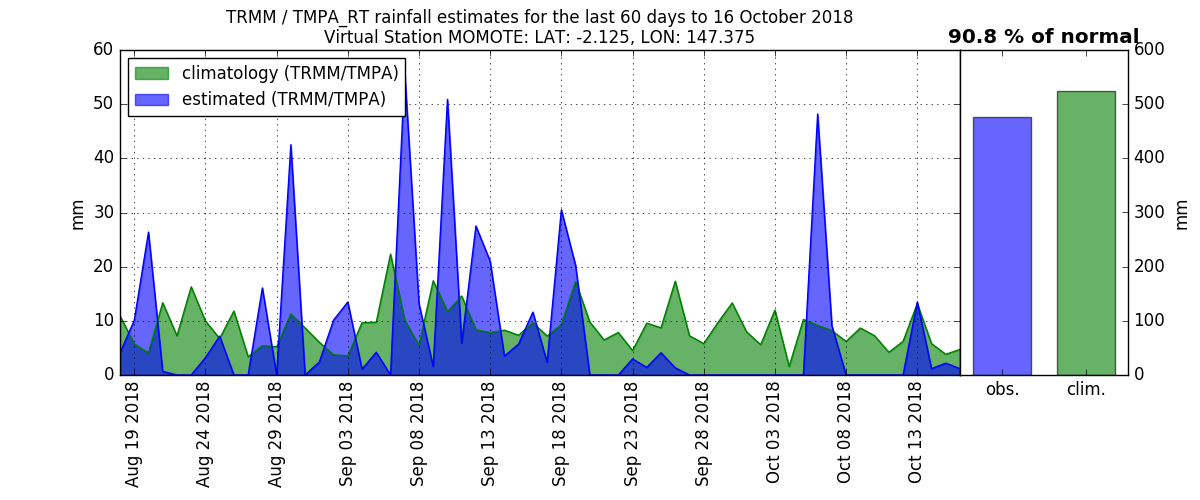 TRMM / TMPA_RT rainfall estimates for the last 60 days to 16 October 2018
Virtual Station MOMOTE: LAT: -2.125, LON: 147.375
90.8 % of normal
climatology (TRMM/TMPA)
estimated (TRMM/TMPA)
60
50
40
30
20
10
0
mm
Aug 19 2018
Aug 24 2018
Aug 29 2018
Sep 03 2018
Sep 08 2018
Sep 13 2018
Sep 18 2018
Sep 23 2018
Sep 28 2018
Oct 03 2018
Oct 08 2018
Oct 13 2018
obs.
clim.
600
500
400
300
200
100
0
mm